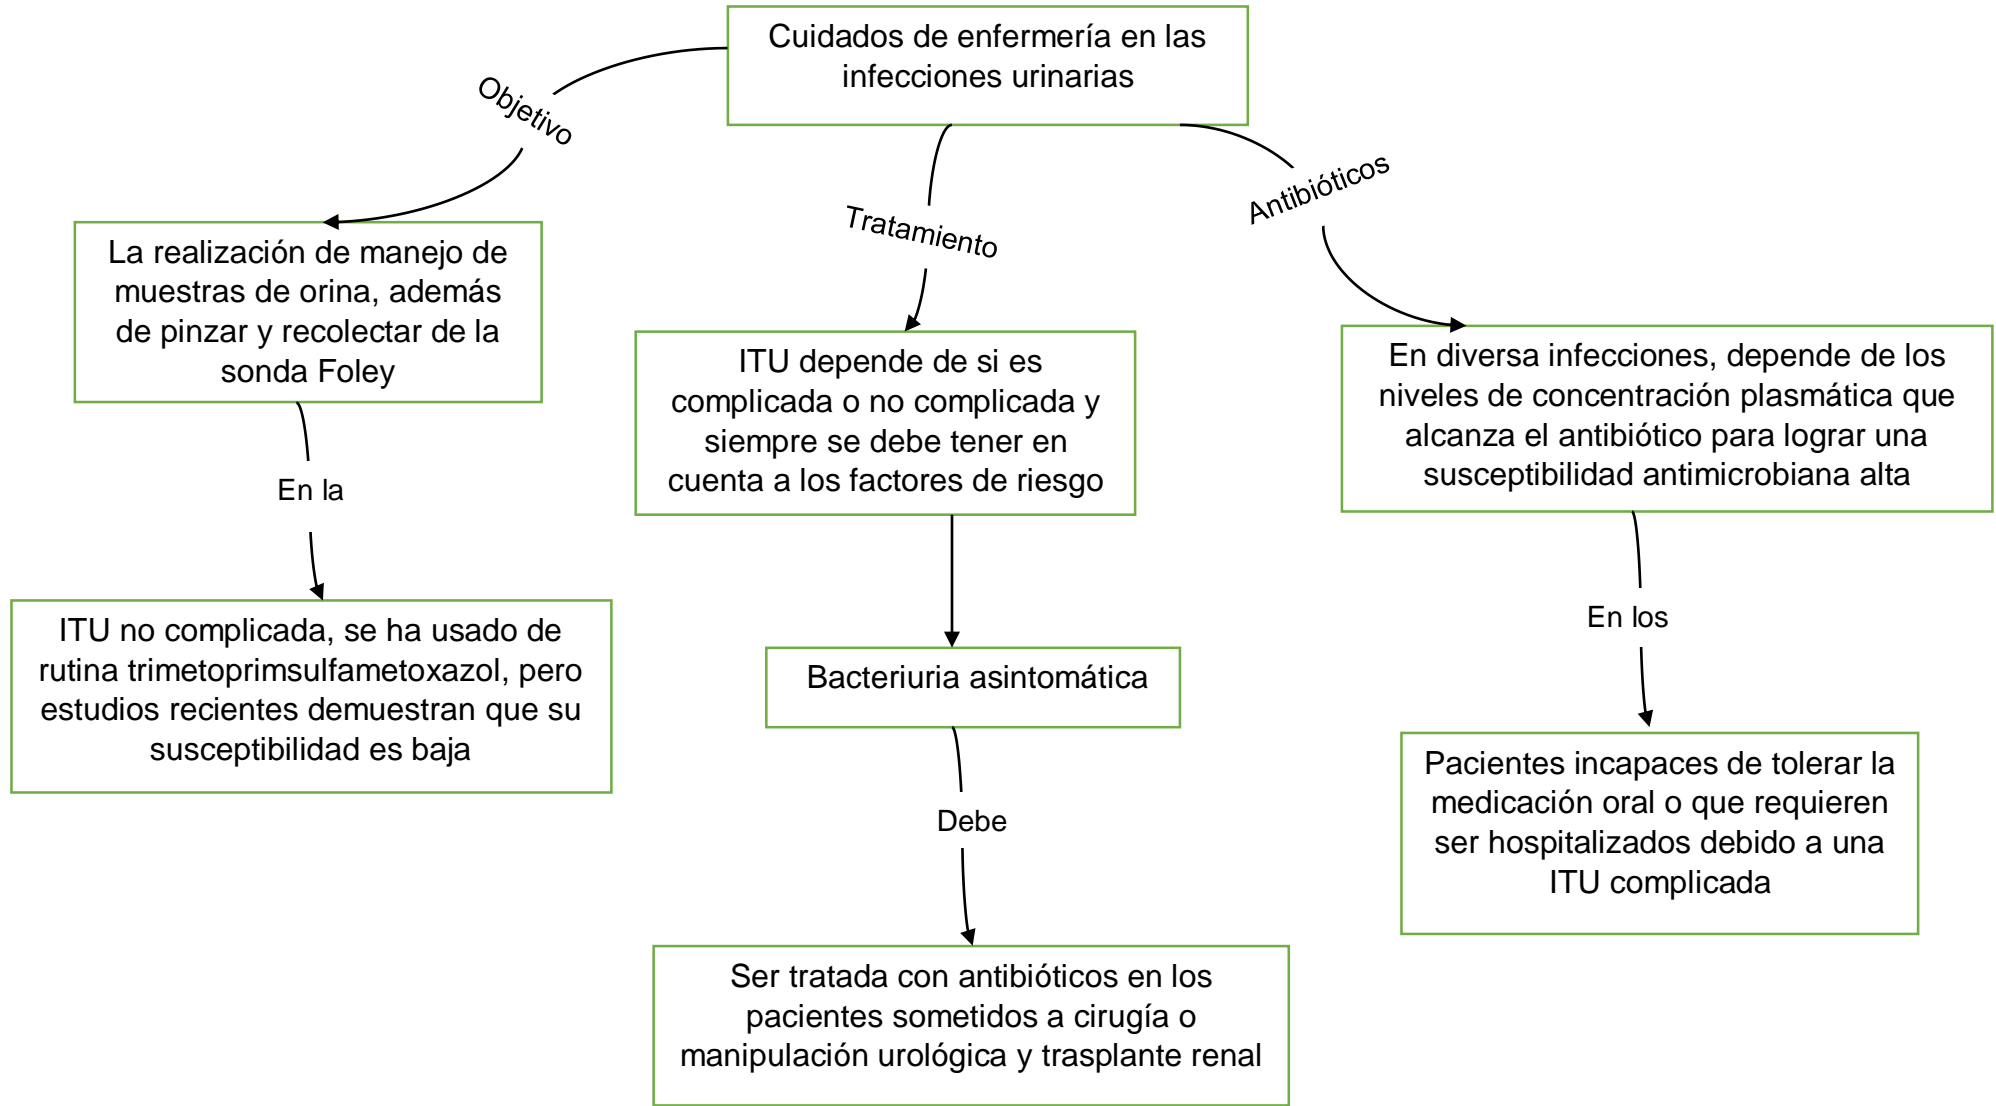 Cuidados de enfermería en las
infecciones urinarias
Objetivo
Tratamiento
Antibióticos
La realización de manejo de
muestras de orina, además
de pinzar y recolectar de la
sonda Foley
ITU depende de si es
complicada o no complicada y
siempre se debe tener en
cuenta a los factores de riesgo
En diversa infecciones, depende de los
niveles de concentración plasmática que
alcanza el antibiótico para lograr una
susceptibilidad antimicrobiana alta
En la
En los
ITU no complicada, se ha usado de
rutina trimetoprimsulfametoxazol, pero
estudios recientes demuestran que su
susceptibilidad es baja
Bacteriuria asintomática
Pacientes incapaces de tolerar la
medicación oral o que requieren
ser hospitalizados debido a una
ITU complicada
Debe
Ser tratada con antibióticos en los
pacientes sometidos a cirugía o
manipulación urológica y trasplante renal